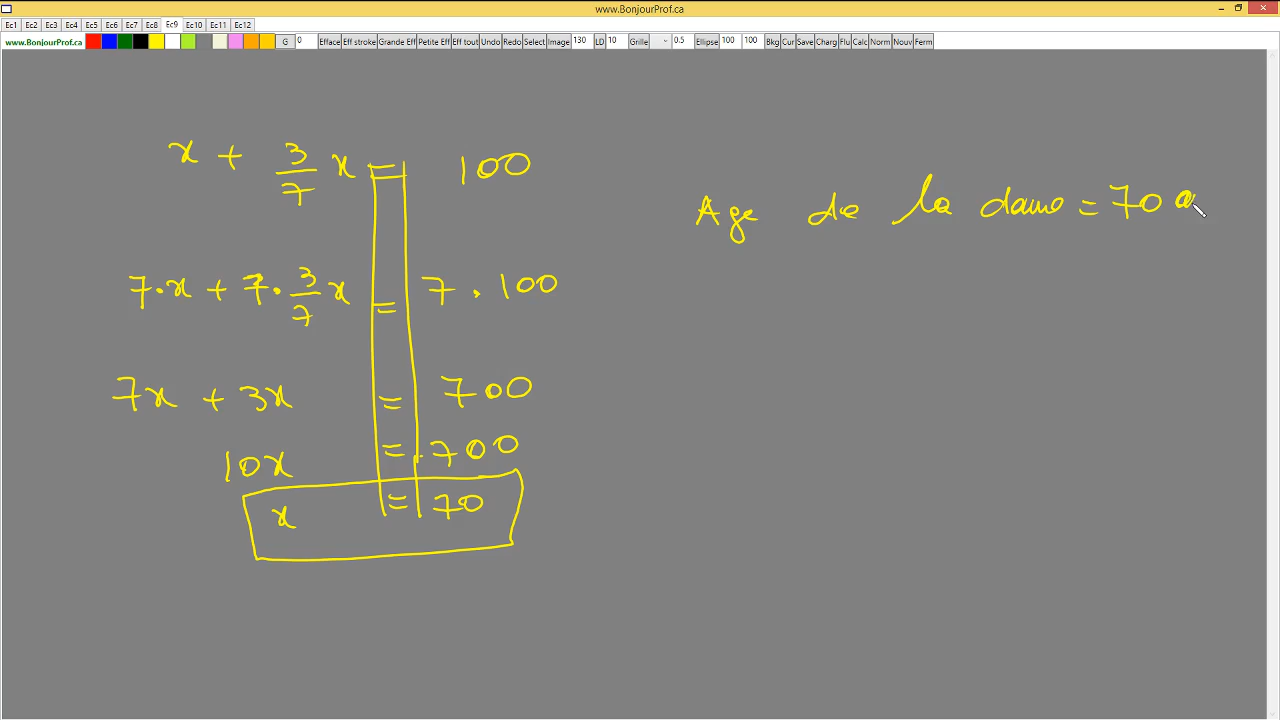 www.BonjourProf.ca
Ec1 Ec2 Ec3 Ec4 Ec5 Ec6 Ec7 Ec8 Ec9 Ec10 Ec11 Ec12
www.BonjourProf.ca G 0 Efface Eff stroke Grande Eff Petite Eff Eff tout Undo Redo Select Image 130 LD 10 Grille 0.5 Ellipse 100 100 Bkg Cur Save Charg Flu Calc Norm Nouv Ferm
x + 3/7 x = 100
Age de la dame = 70 a
7·x + 7·3/7 x = 7 · 100
7x + 3x = 700
10x = 700
x = 70